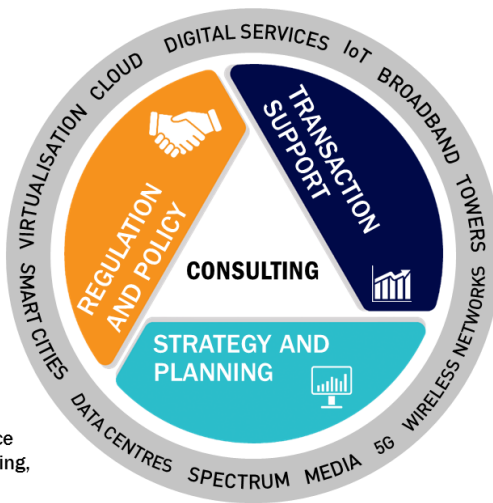 VIRTUALISATION
CLOUD
DIGITAL SERVICES
IoT
BROADBAND
TOWERS
WIRELESS NETWORKS
5G
MEDIA
SPECTRUM
DATA CENTRES
SMART CITIES
REGULATION
AND POLICY
TRANSACTION
SUPPORT
CONSULTING
STRATEGY AND
PLANNING